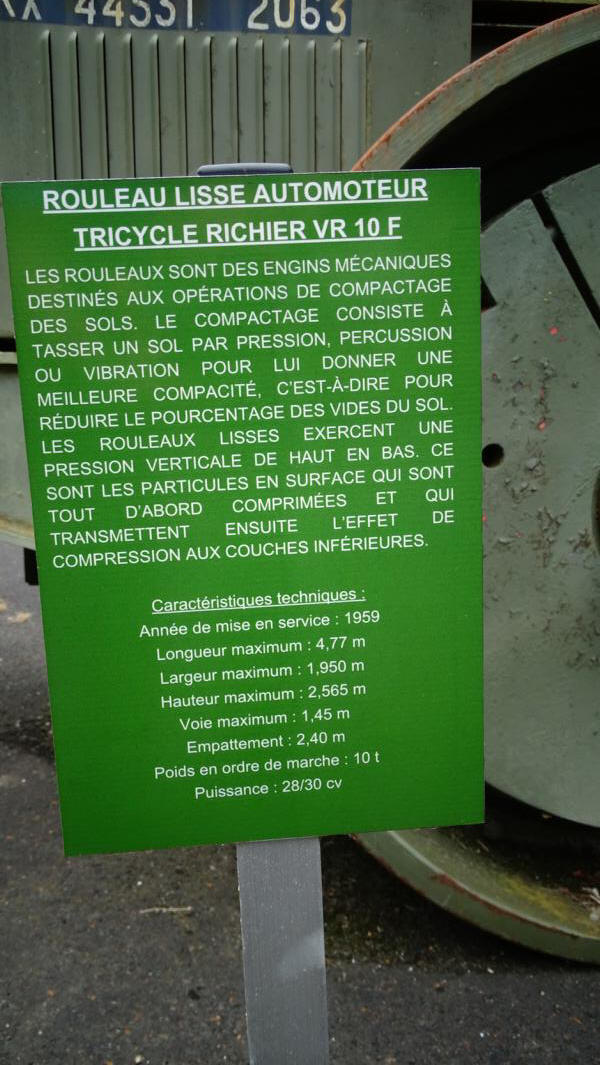 44531 2063
ROULEAU LISSE AUTOMOTEUR
TRICYCLE RICHIER VR 10 F
LES ROULEAUX SONT DES ENGINS MÉCANIQUES
DESTINÉS AUX OPÉRATIONS DE COMPACTAGE
DES SOLS. LE COMPACTAGE CONSISTE À
TASSER UN SOL PAR PRESSION, PERCUSSION
OU VIBRATION POUR LUI DONNER UNE
MEILLEURE COMPACITÉ, C'EST-À-DIRE POUR
RÉDUIRE LE POURCENTAGE DES VIDES DU SOL.
LES ROULEAUX LISSES EXERCENT UNE
PRESSION VERTICALE DE HAUT EN BAS. CE
SONT LES PARTICULES EN SURFACE QUI SONT
TOUT D'ABORD COMPRIMÉES ET QUI
TRANSMETTENT ENSUITE L'EFFET DE
COMPRESSION AUX COUCHES INFÉRIEURES.
Caractéristiques techniques :
Année de mise en service : 1959
Longueur maximum : 4,77 m
Largeur maximum : 1,950 m
Hauteur maximum : 2,565 m
Voie maximum : 1,45 m
Empattement : 2,40 m
Poids en ordre de marche : 10 t
Puissance : 28/30 cv